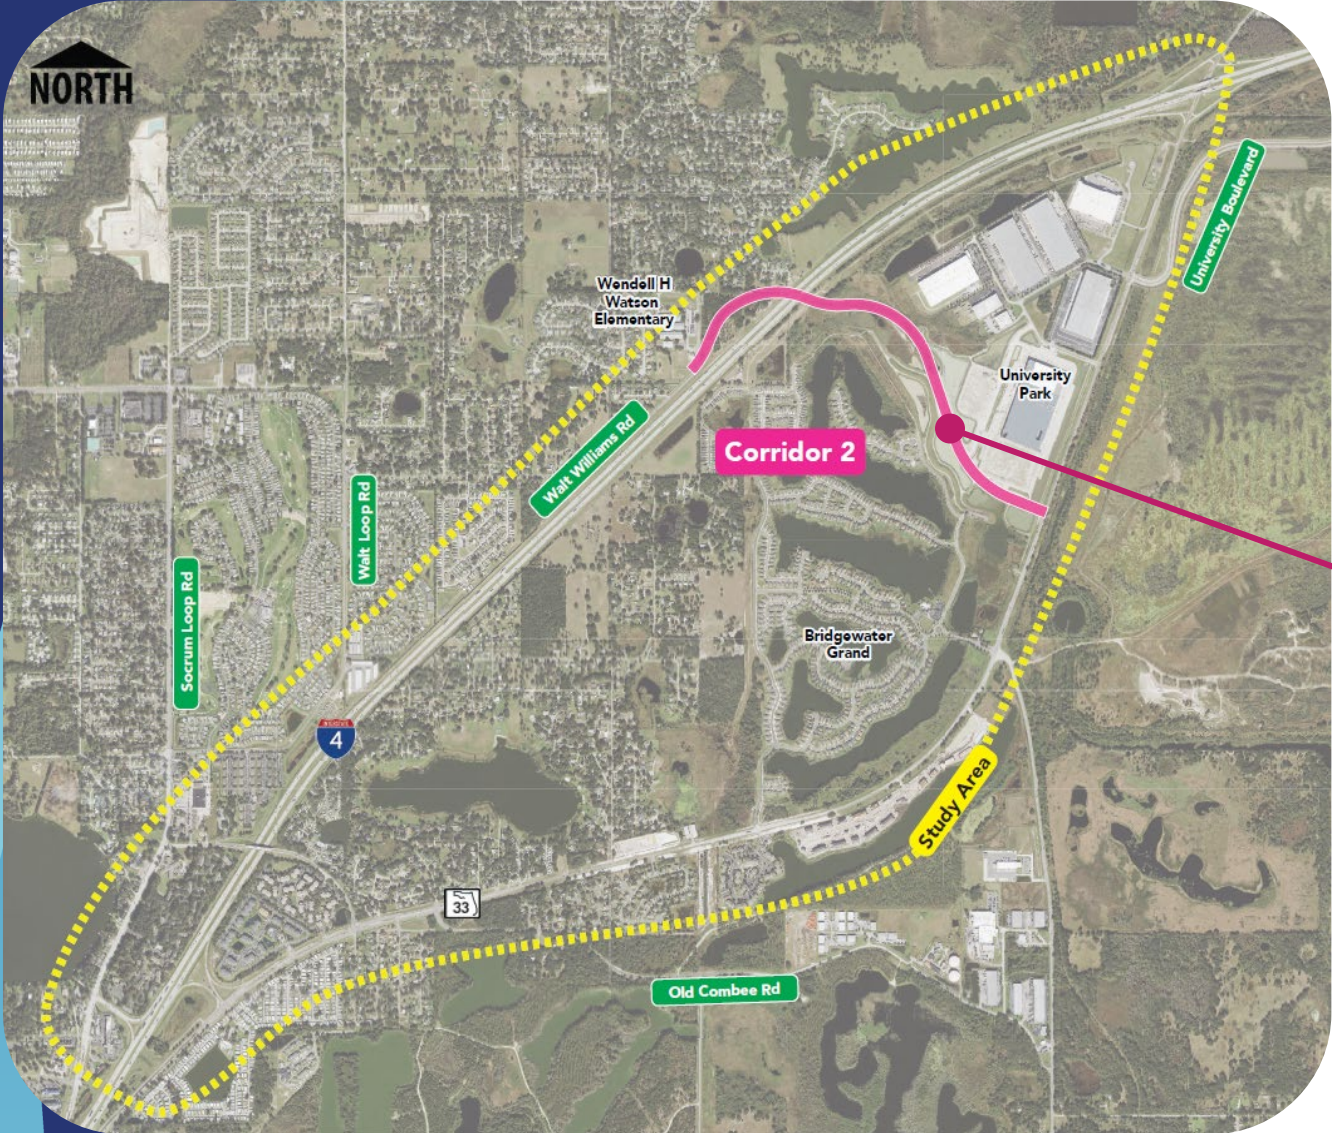 NORTH
University Boulevard
Wendell H
Watson
Elementary
University
Park
Walt Williams Rd
Corridor 2
Walt Loop Rd
Socrum Loop Rd
Bridgewater
Grand
INTERSTATE
4
Study Area
33
Old Combee Rd